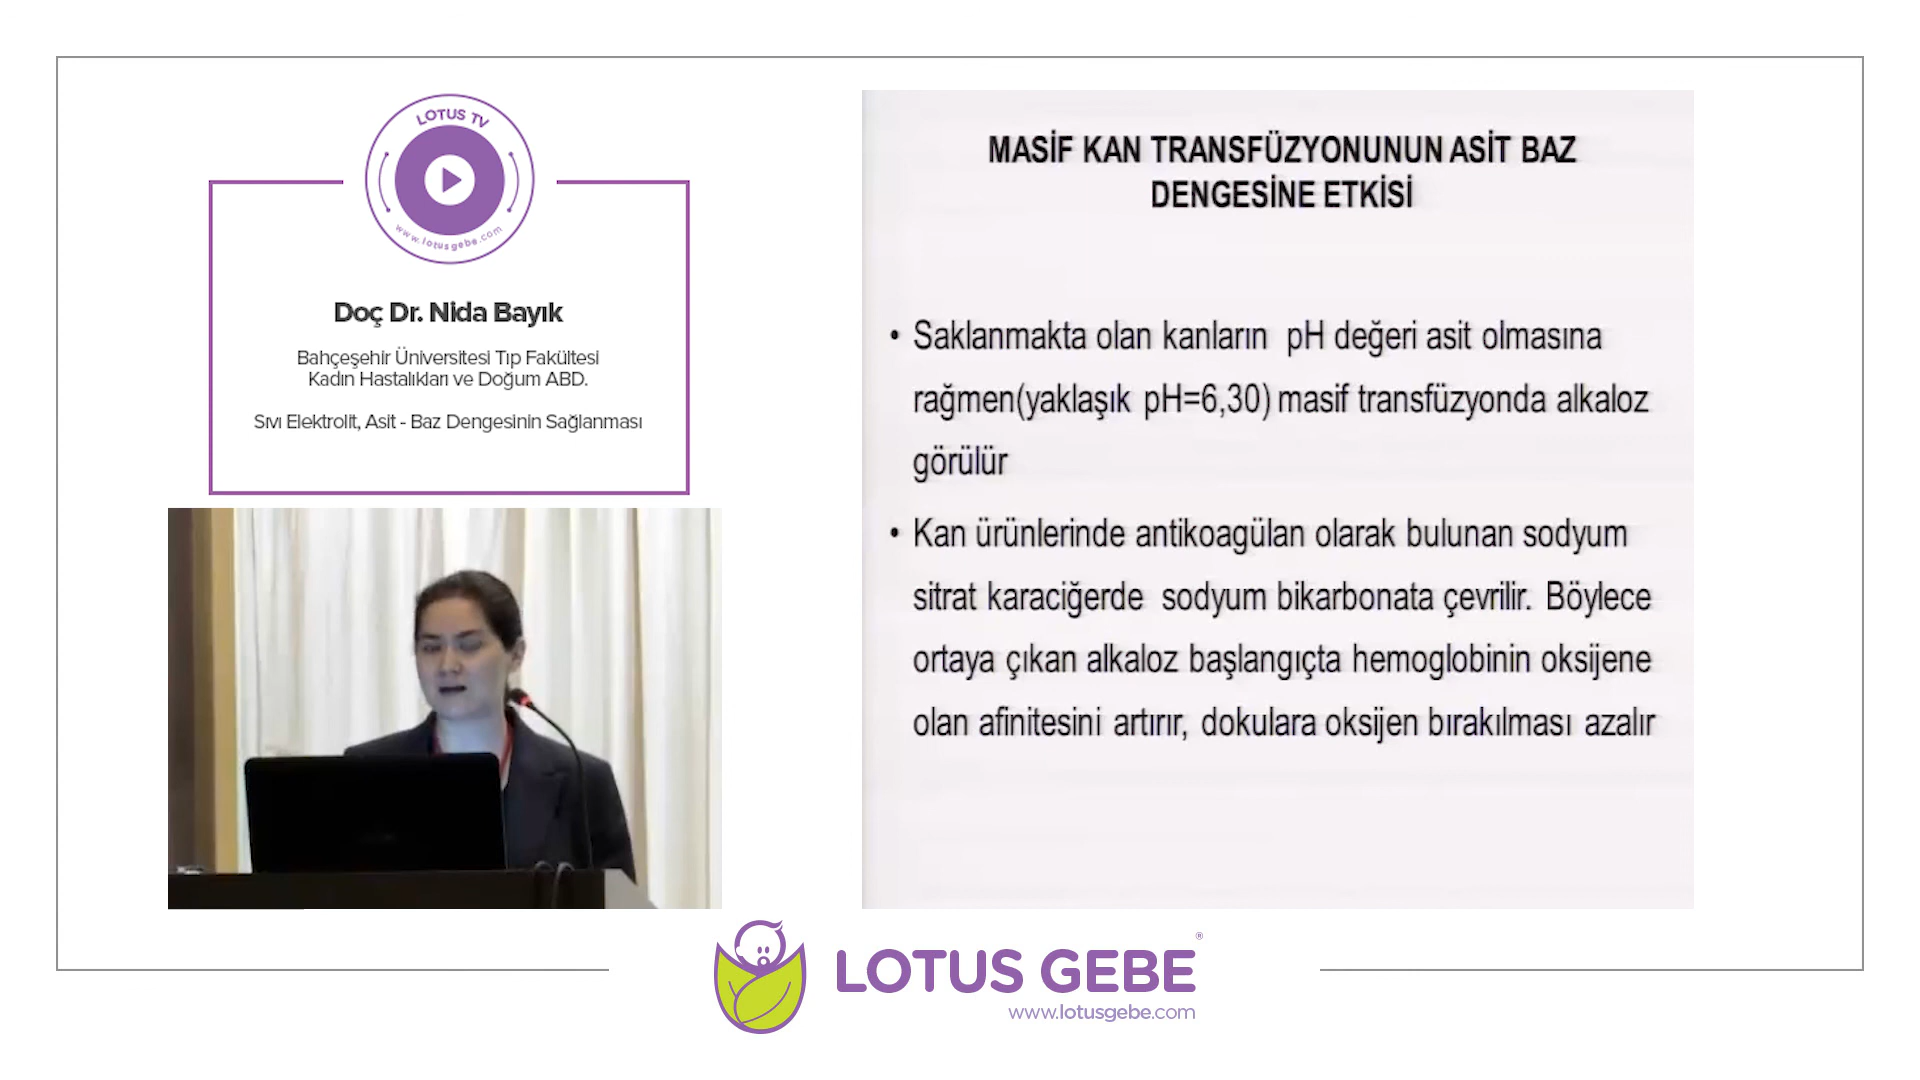 LOTUS TV
www.lotusgebe.com
Doç Dr. Nida Bayık
Bahçeşehir Üniversitesi Tıp Fakültesi
Kadın Hastalıkları ve Doğum ABD.
Sıvı Elektrolit, Asit - Baz Dengesinin Sağlanması
MASİF KAN TRANSFÜZYONUNUN ASİT BAZ
DENGESİNE ETKİSİ
• Saklanmakta olan kanların pH değeri asit olmasına
rağmen(yaklaşık pH=6,30) masif transfüzyonda alkaloz
görülür
• Kan ürünlerinde antikoagülan olarak bulunan sodyum
sitrat karaciğerde sodyum bikarbonata çevrilir. Böylece
ortaya çıkan alkaloz başlangıçta hemoglobinin oksijene
olan afinitesini artırır, dokulara oksijen bırakılması azalır
LOTUS GEBE®
www.lotusgebe.com